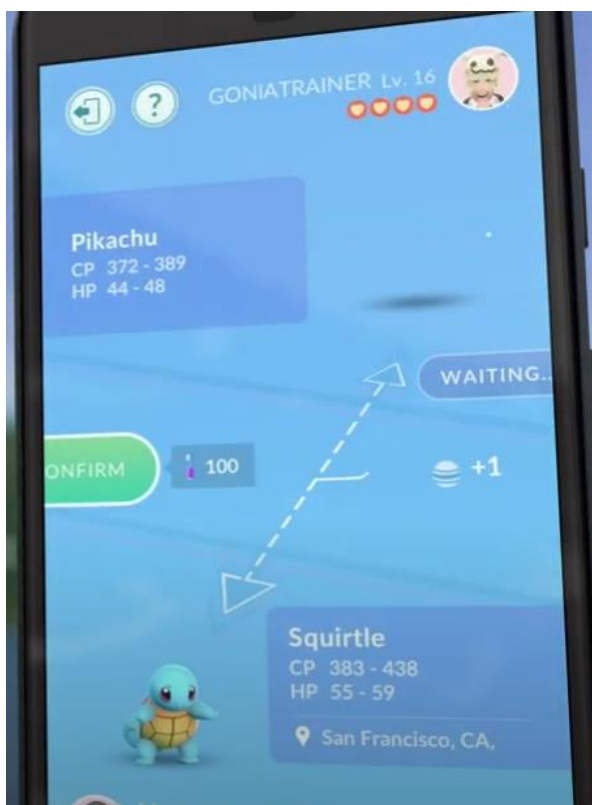 ?
GONIATRAINER Lv. 16
Pikachu
CP 372 - 389
HP 44 - 48
WAITING..
ONFIRM
100
+1
Squirtle
CP 383 - 438
HP 55 - 59
San Francisco, CA,